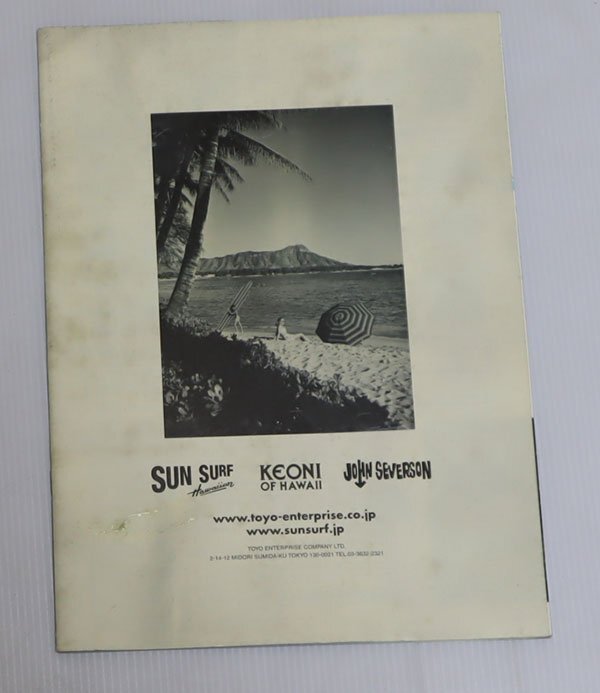 SUN SURF
Hawaiian
KEONI
OF HAWAII
JOHN SEVERSON
www.toyo-enterprise.co.jp
www.sunsurf.jp
TOYO ENTERPRISE COMPANY LTD.
2-14-12 MIDORI SUMIDA-KU TOKYO 130-0021 TEL.03-3632-2321